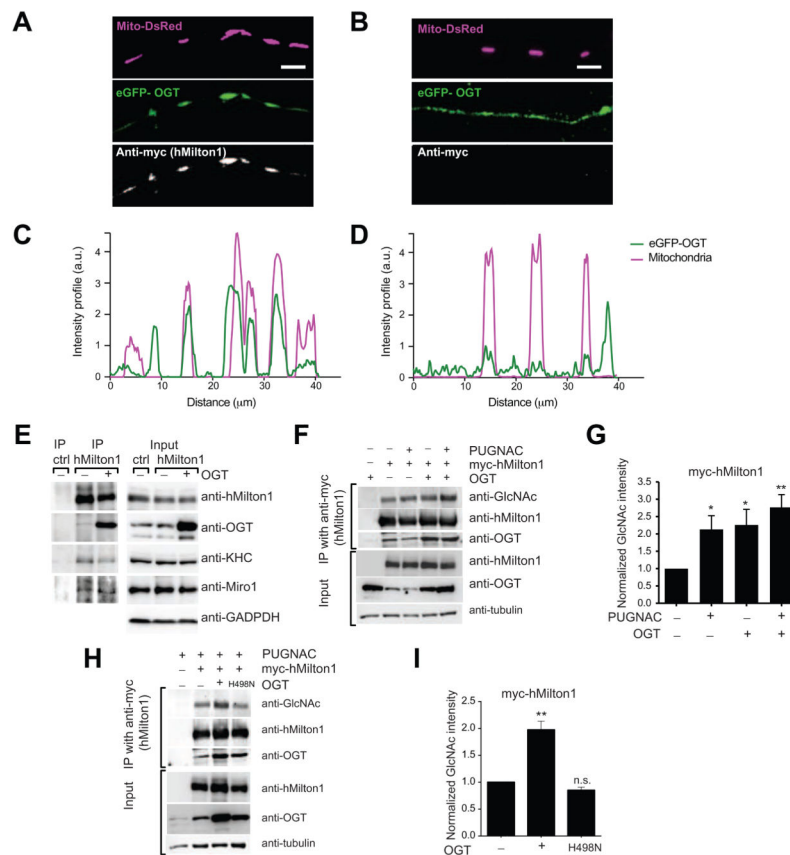 A
Mito-DsRed
eGFP- OGT
Anti-myc (hMilton1)
B
Mito-DsRed
eGFP-OGT
Anti-myc
C
Intensity profile (a.u.)
4
3
2
1
0
0 10 20 30 40
Distance (μm)
D
Intensity profile (a.u.)
4
3
2
1
0
0 10 20 30 40
Distance (μm)
eGFP-OGT
Mitochondria
E
IP IP Input
ctrl hMilton1 ctrl hMilton1
– – + – – + OGT
anti-hMilton1
anti-OGT
anti-KHC
anti-Miro1
anti-GADPDH
F
– – + – + PUGNAC
– + + + + myc-hMilton1
+ – – + + OGT
IP with anti-myc
(hMilton1)
anti-GlcNAc
anti-hMilton1
anti-OGT
Input
anti-hMilton1
anti-OGT
anti-tubulin
G
myc-hMilton1
Normalized GlcNAc intensity
3.5
3.0
2.5
2.0
1.5
1.0
0.5
0.0
* * **
PUGNAC – + – +
OGT – – + +
H
+ + + + PUGNAC
– + + + myc-hMilton1
– – + H498N OGT
IP with anti-myc
(hMilton1)
anti-GlcNAc
anti-hMilton1
anti-OGT
Input
anti-hMilton1
anti-OGT
anti-tubulin
I
myc-hMilton1
Normalized GlcNAc intensity
2.5
2.0
1.5
1.0
0.5
0.0
** n.s.
OGT – + H498N